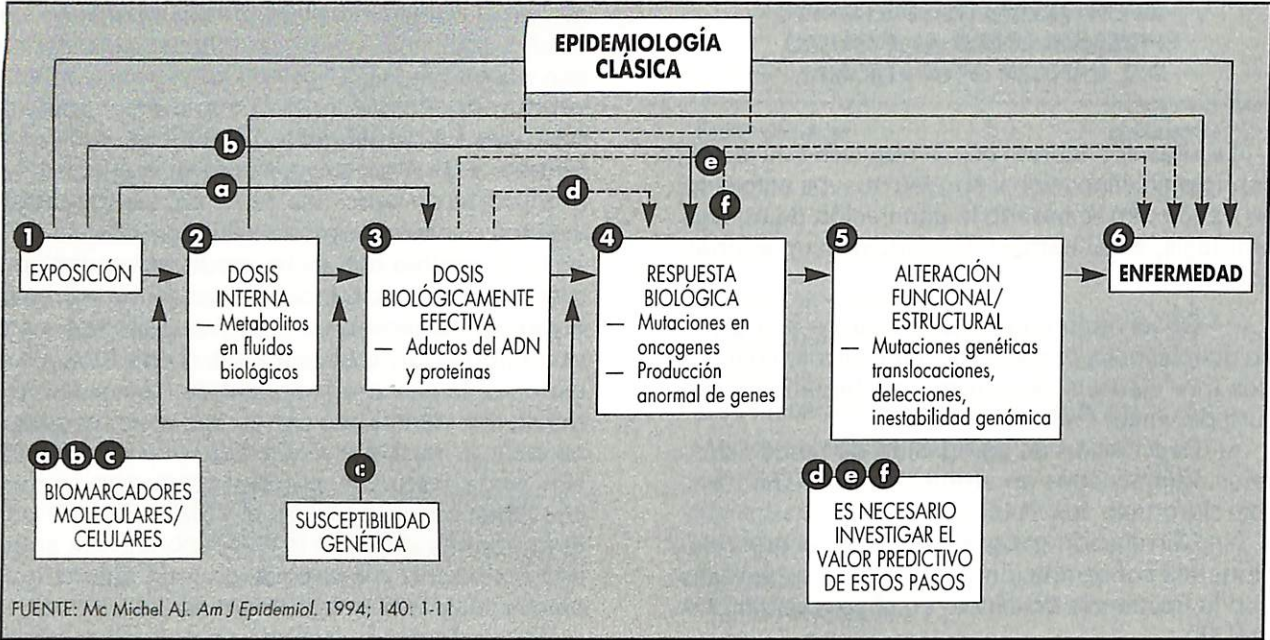 EPIDEMIOLOGÍA
CLÁSICA
b
a
e
d
f
1
EXPOSICIÓN
2
DOSIS
INTERNA
— Metabolitos
en fluídos
biológicos
3
DOSIS
BIOLÓGICAMENTE
EFECTIVA
— Aductos del ADN
y proteínas
4
RESPUESTA
BIOLÓGICA
— Mutaciones en
oncogenes
— Producción
anormal de genes
5
ALTERACIÓN
FUNCIONAL/
ESTRUCTURAL
— Mutaciones genéticas
translocaciones,
delecciones,
inestabilidad genómica
6
ENFERMEDAD
a b c
BIOMARCADORES
MOLECULARES/
CELULARES
c
SUSCEPTIBILIDAD
GENÉTICA
d e f
ES NECESARIO
INVESTIGAR EL
VALOR PREDICTIVO
DE ESTOS PASOS
FUENTE: Mc Michel AJ. Am J Epidemiol. 1994; 140: 1-11